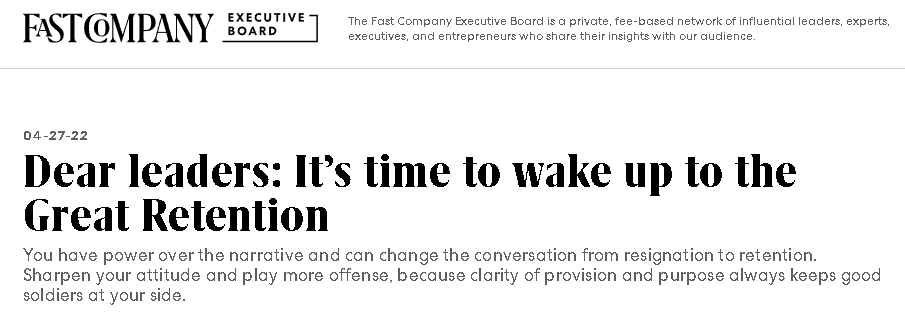 FAST COMPANY EXECUTIVE BOARD
The Fast Company Executive Board is a private, fee-based network of influential leaders, experts,
executives, and entrepreneurs who share their insights with our audience.
04-27-22
Dear leaders: It’s time to wake up to the
Great Retention
You have power over the narrative and can change the conversation from resignation to retention.
Sharpen your attitude and play more offense, because clarity of provision and purpose always keeps good
soldiers at your side.